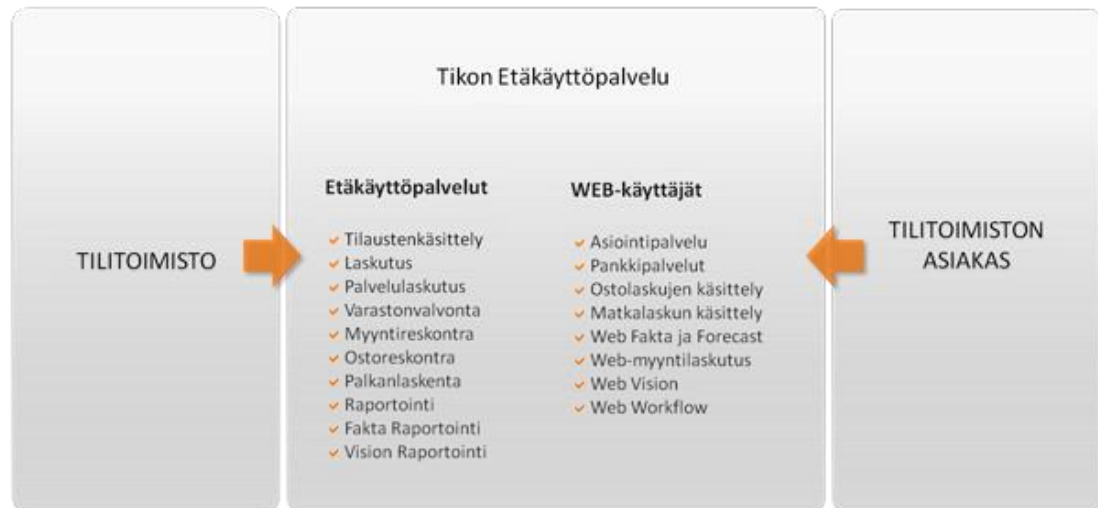 TILITOIMISTO
Tikon Etäkäyttöpalvelu
Etäkäyttöpalvelut
Tilaustenkäsittely
Laskutus
Palvelulaskutus
Varastonvalvonta
Myyntireskontra
Ostoreskontra
Palkanlaskenta
Raportointi
Fakta Raportointi
Vision Raportointi
WEB-käyttäjät
Asiointipalvelu
Pankkipalvelut
Ostolaskujen käsittely
Matkalaskun käsittely
Web Fakta ja Forecast
Web-myyntilaskutus
Web Vision
Web Workflow
TILITOIMISTON
ASIAKAS